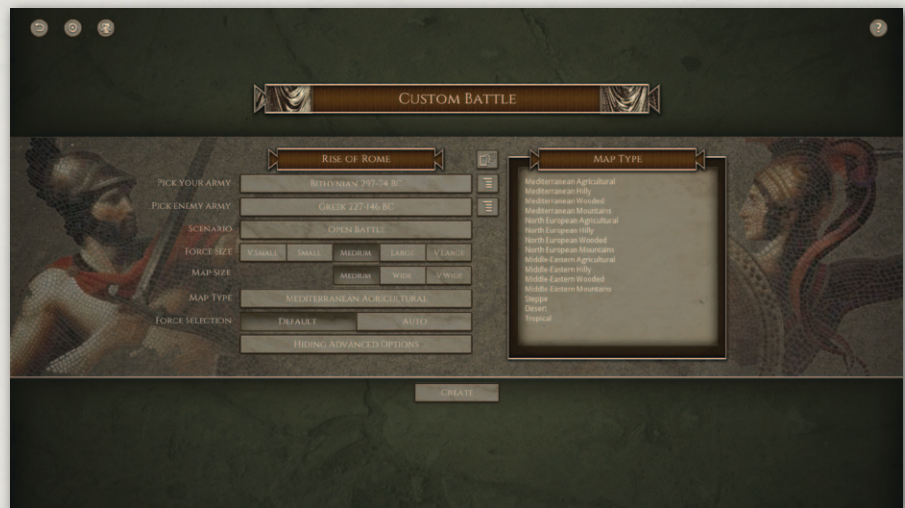 ?
CUSTOM BATTLE
RISE OF ROME
MAP TYPE
PICK YOUR ARMY
BITHYNIAN 297-74 BC
PICK ENEMY ARMY
GREEK 227-146 BC
SCENARIO
OPEN BATTLE
FORCE SIZE
V.SMALL SMALL MEDIUM LARGE V.LARGE
MAP SIZE
MEDIUM WIDE V.WIDE
MAP TYPE
MEDITERRANEAN AGRICULTURAL
FORCE SELECTION
DEFAULT AUTO
HIDING ADVANCED OPTIONS
Mediterranean Agricultural
Mediterranean Hilly
Mediterranean Wooded
Mediterranean Mountains
North European Agricultural
North European Hilly
North European Wooded
North European Mountains
Middle-Eastern Agricultural
Middle-Eastern Hilly
Middle-Eastern Wooded
Middle-Eastern Mountains
Steppe
Desert
Tropical
CREATE